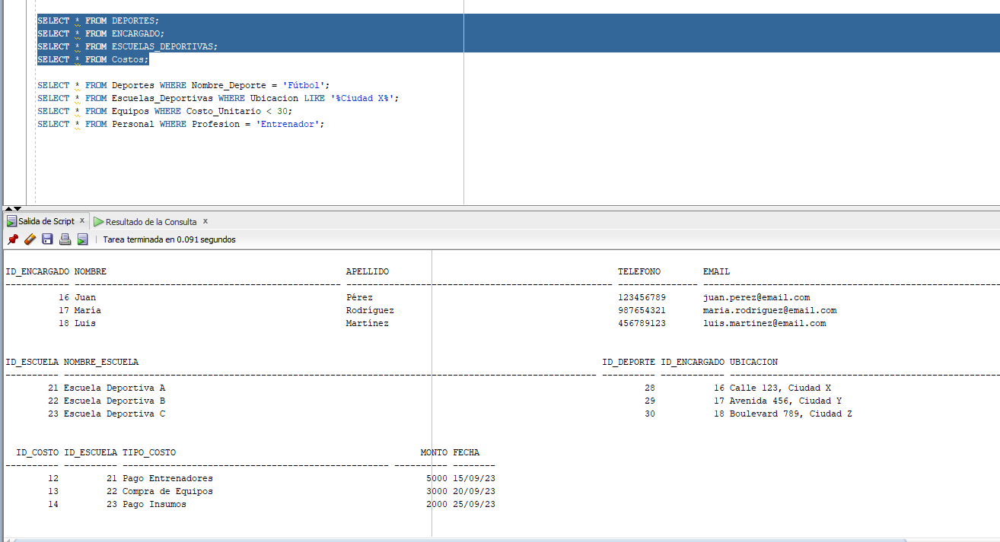 SELECT * FROM DEPORTES;
SELECT * FROM ENCARGADO;
SELECT * FROM ESCUELAS_DEPORTIVAS;
SELECT * FROM Costos;
SELECT * FROM Deportes WHERE Nombre_Deporte = 'Fútbol';
SELECT * FROM Escuelas_Deportivas WHERE Ubicacion LIKE '%Ciudad X%';
SELECT * FROM Equipos WHERE Costo_Unitario < 30;
SELECT * FROM Personal WHERE Profesion = 'Entrenador';
Salida de Script x Resultado de la Consulta x
Tarea terminada en 0.091 segundos
ID_ENCARGADO NOMBRE APELLIDO TELEFONO EMAIL
16 Juan Pérez 123456789 juan.perez@email.com
17 María Rodríguez 987654321 maria.rodriguez@email.com
18 Luis Martínez 456789123 luis.martinez@email.com
ID_ESCUELA NOMBRE_ESCUELA ID_DEPORTE ID_ENCARGADO UBICACION
21 Escuela Deportiva A 28 16 Calle 123, Ciudad X
22 Escuela Deportiva B 29 17 Avenida 456, Ciudad Y
23 Escuela Deportiva C 30 18 Boulevard 789, Ciudad Z
ID_COSTO ID_ESCUELA TIPO_COSTO MONTO FECHA
12 21 Pago Entrenadores 5000 15/09/23
13 22 Compra de Equipos 3000 20/09/23
14 23 Pago Insumos 2000 25/09/23